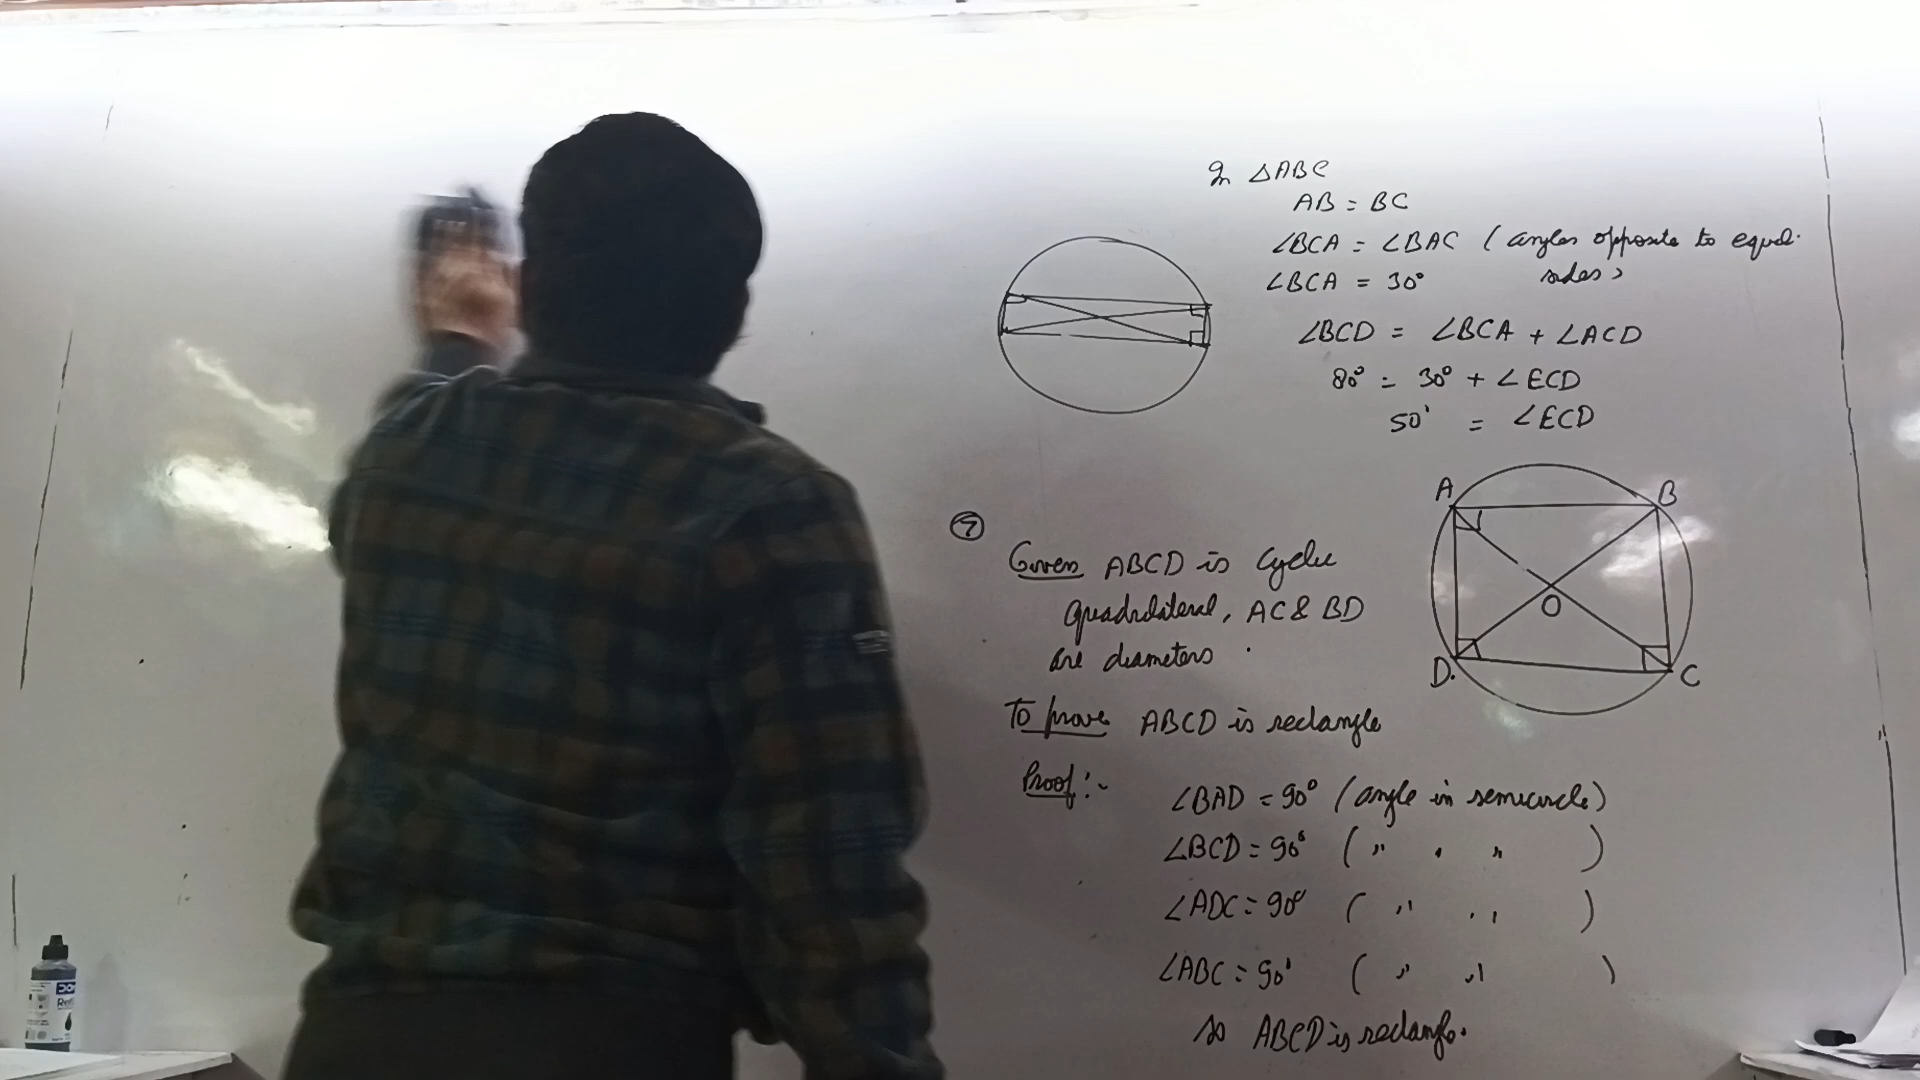 In △ABC
AB = BC
∠BCA = ∠BAC ( angles opposite to equal
sides)
∠BCA = 30°
∠BCD = ∠BCA + ∠ACD
80° = 30° + ∠ECD
50° = ∠ECD
⑦
Given ABCD is Cyclic
quadrilateral, AC & BD
are diameters .
To prove ABCD is rectangle
Proof:-
∠BAD = 90° (angle in semicircle)
∠BCD = 90° ( " " " )
∠ADC = 90° ( " " )
∠ABC = 90° ( " " )
so ABCD is rectangle.
A
B
O
D
C